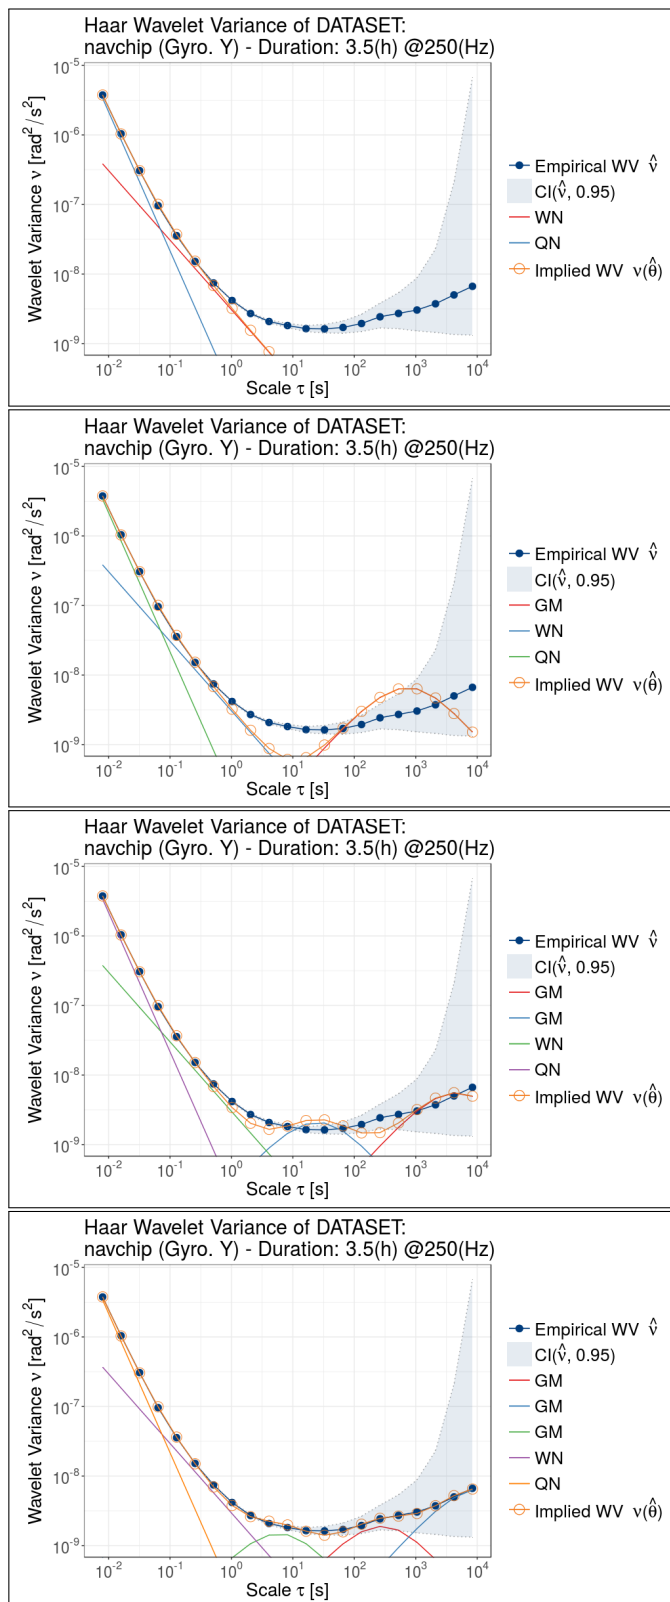 Haar Wavelet Variance of DATASET:
navchip (Gyro. Y) - Duration: 3.5(h) @250(Hz)
Wavelet Variance ν [rad²/s²]
10⁻⁵
10⁻⁶
10⁻⁷
10⁻⁸
10⁻⁹
10⁻² 10⁻¹ 10⁰ 10¹ 10² 10³ 10⁴
Scale τ [s]
Empirical WV ν̂
CI(ν̂, 0.95)
WN
QN
Implied WV ν(θ̂)
Haar Wavelet Variance of DATASET:
navchip (Gyro. Y) - Duration: 3.5(h) @250(Hz)
Wavelet Variance ν [rad²/s²]
10⁻⁵
10⁻⁶
10⁻⁷
10⁻⁸
10⁻⁹
10⁻² 10⁻¹ 10⁰ 10¹ 10² 10³ 10⁴
Scale τ [s]
Empirical WV ν̂
CI(ν̂, 0.95)
GM
WN
QN
Implied WV ν(θ̂)
Haar Wavelet Variance of DATASET:
navchip (Gyro. Y) - Duration: 3.5(h) @250(Hz)
Wavelet Variance ν [rad²/s²]
10⁻⁵
10⁻⁶
10⁻⁷
10⁻⁸
10⁻⁹
10⁻² 10⁻¹ 10⁰ 10¹ 10² 10³ 10⁴
Scale τ [s]
Empirical WV ν̂
CI(ν̂, 0.95)
GM
GM
WN
QN
Implied WV ν(θ̂)
Haar Wavelet Variance of DATASET:
navchip (Gyro. Y) - Duration: 3.5(h) @250(Hz)
Wavelet Variance ν [rad²/s²]
10⁻⁵
10⁻⁶
10⁻⁷
10⁻⁸
10⁻⁹
10⁻² 10⁻¹ 10⁰ 10¹ 10² 10³ 10⁴
Scale τ [s]
Empirical WV ν̂
CI(ν̂, 0.95)
GM
GM
GM
WN
QN
Implied WV ν(θ̂)